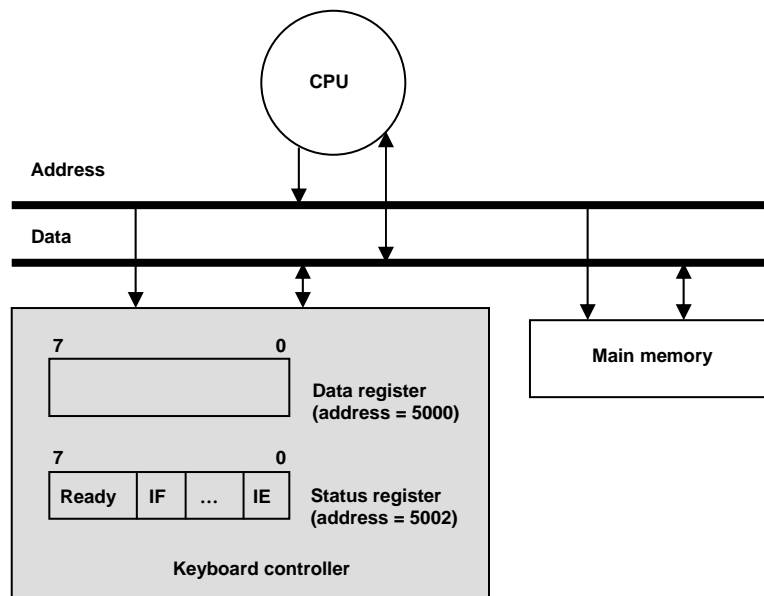 CPU
Address
Data
7 0
Data register
(address = 5000)
7 0
Ready IF … IE
Status register
(address = 5002)
Keyboard controller
Main memory